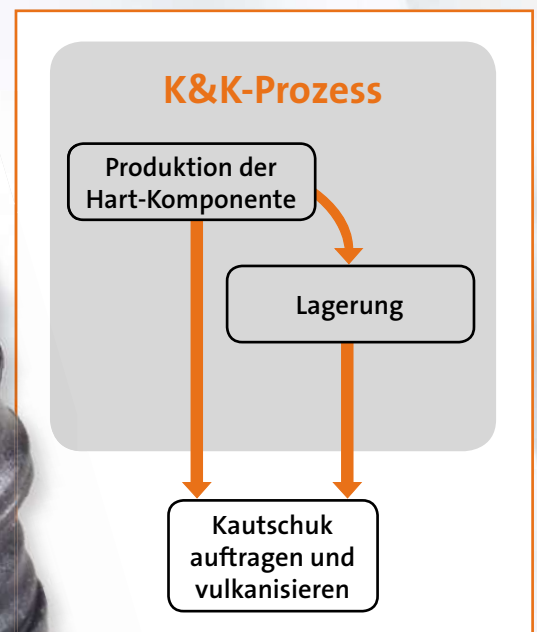 K&K-Prozess
Produktion der
Hart-Komponente
Lagerung
Kautschuk
auftragen und
vulkanisieren